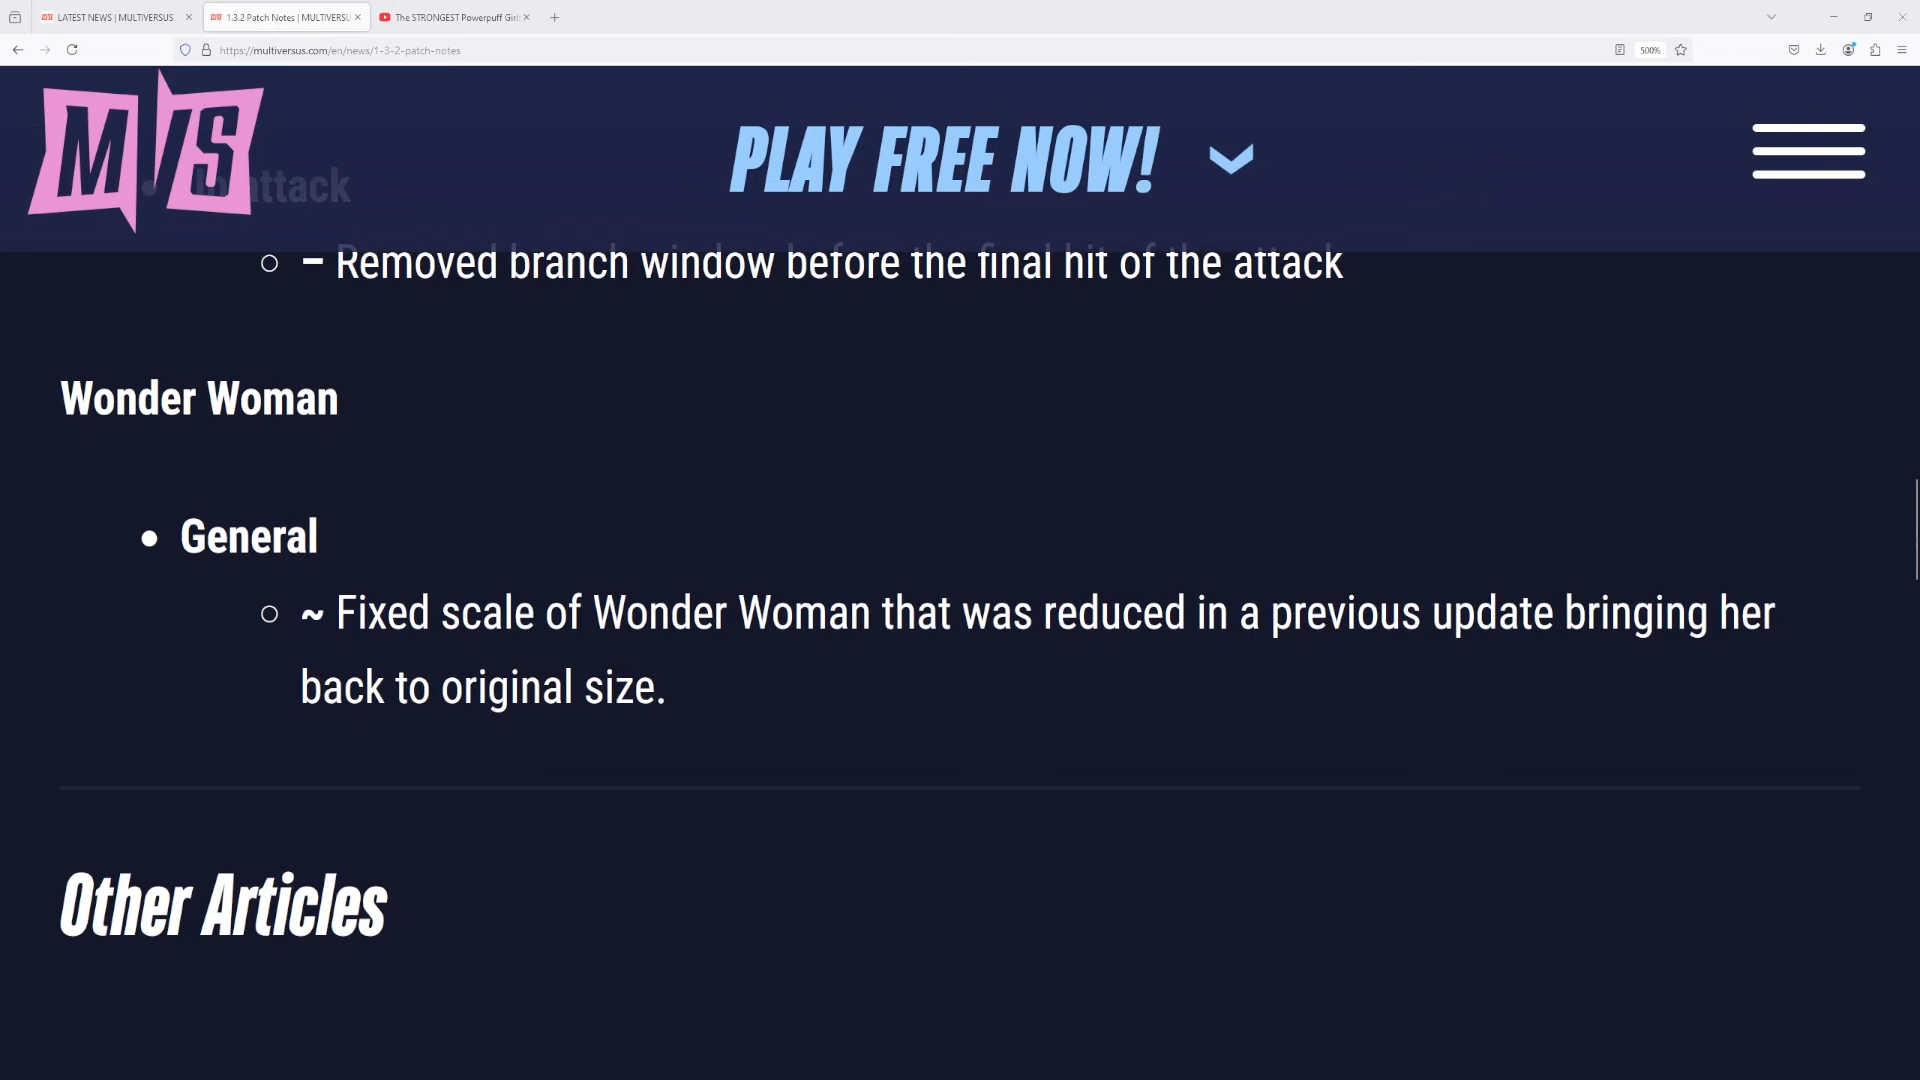 LATEST NEWS | MULTIVERSUS
1.3.2 Patch Notes | MULTIVERSU
The STRONGEST Powerpuff Girl
https://multiversus.com/en/news/1-3-2-patch-notes
500%
MVS
PLAY FREE NOW!
attack
– Removed branch window before the final hit of the attack
Wonder Woman
General
~ Fixed scale of Wonder Woman that was reduced in a previous update bringing her
back to original size.
Other Articles